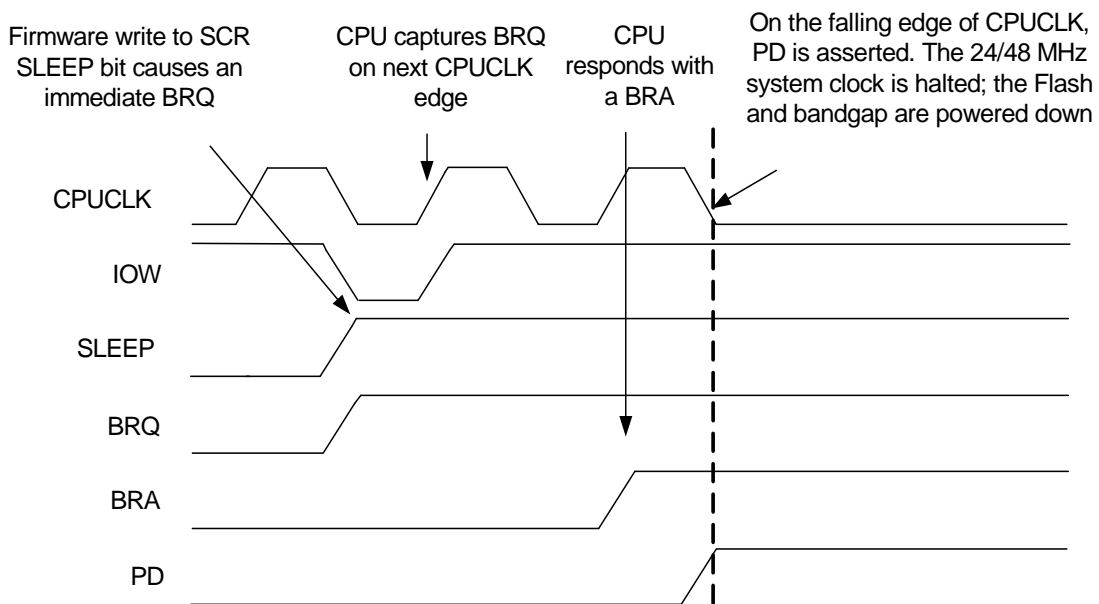 Firmware write to SCR
SLEEP bit causes an
immediate BRQ
CPU captures BRQ
on next CPUCLK
edge
CPU
responds with
a BRA
On the falling edge of CPUCLK,
PD is asserted. The 24/48 MHz
system clock is halted; the Flash
and bandgap are powered down
CPUCLK
IOW
SLEEP
BRQ
BRA
PD